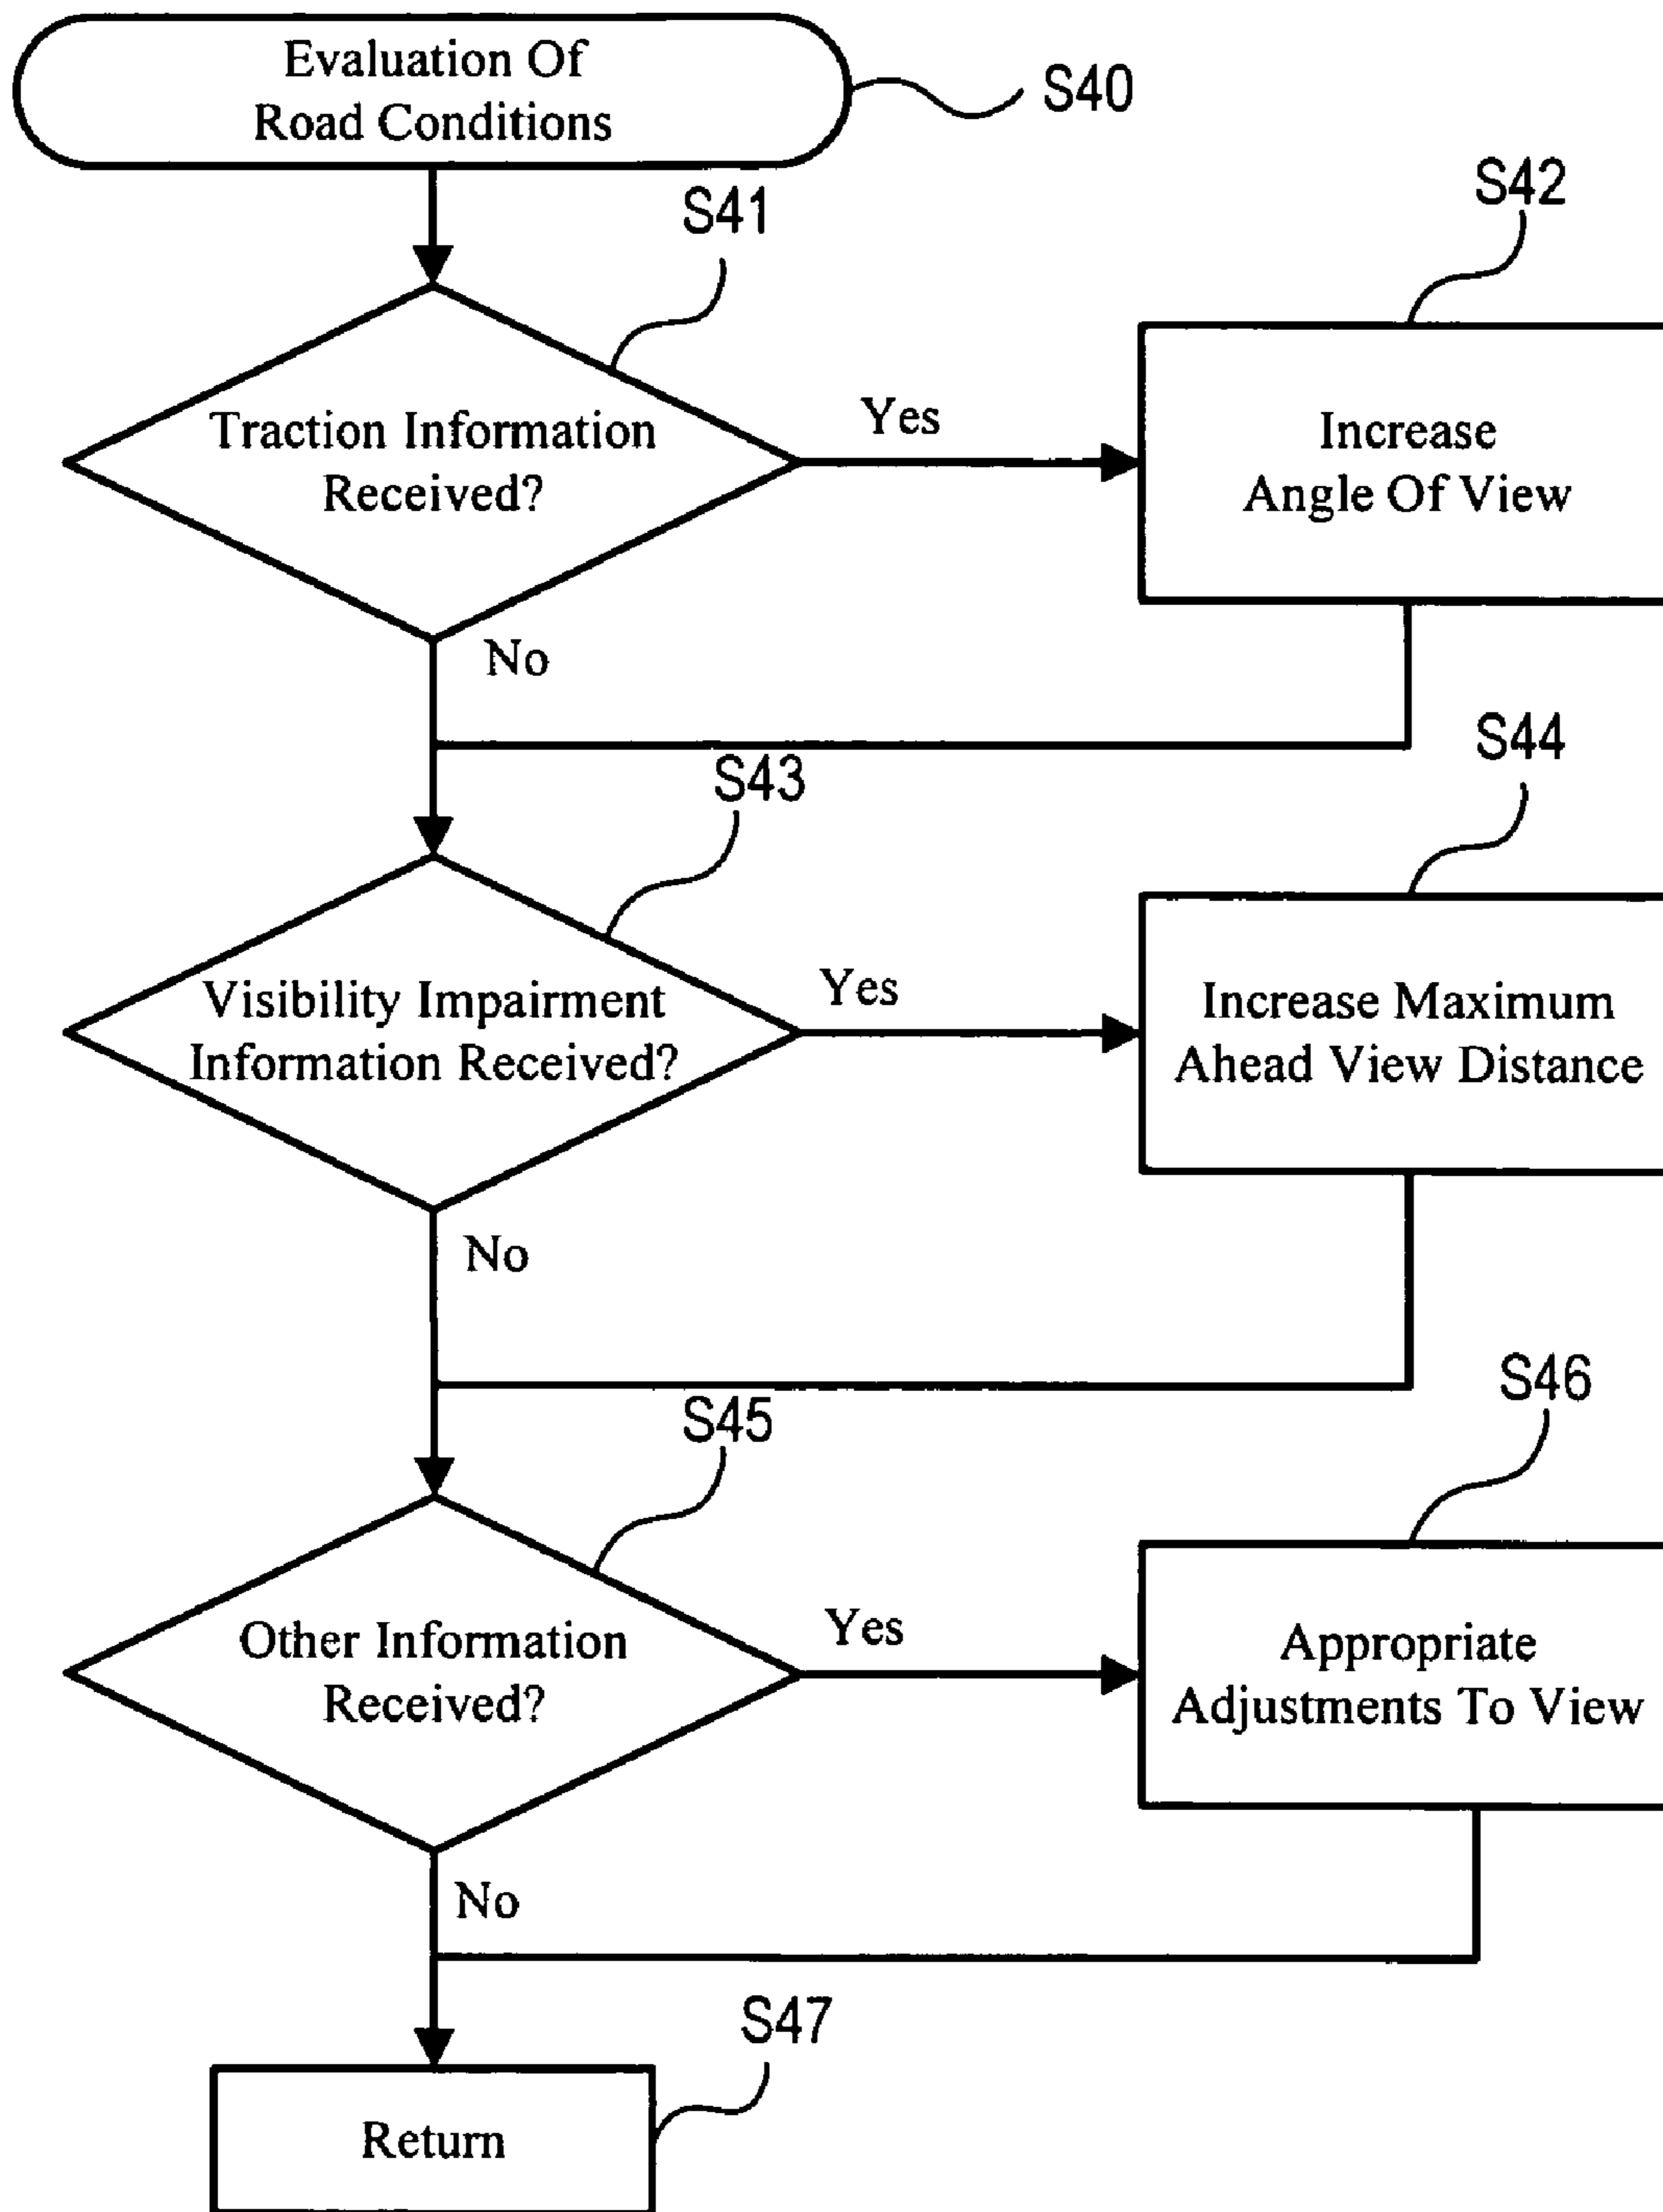 Evaluation Of
Road Conditions
S40
S41
S42
Traction Information
Received?
Yes
Increase
Angle Of View
No
S43
S44
Visibility Impairment
Information Received?
Yes
Increase Maximum
Ahead View Distance
No
S45
S46
Other Information
Received?
Yes
Appropriate
Adjustments To View
No
S47
Return